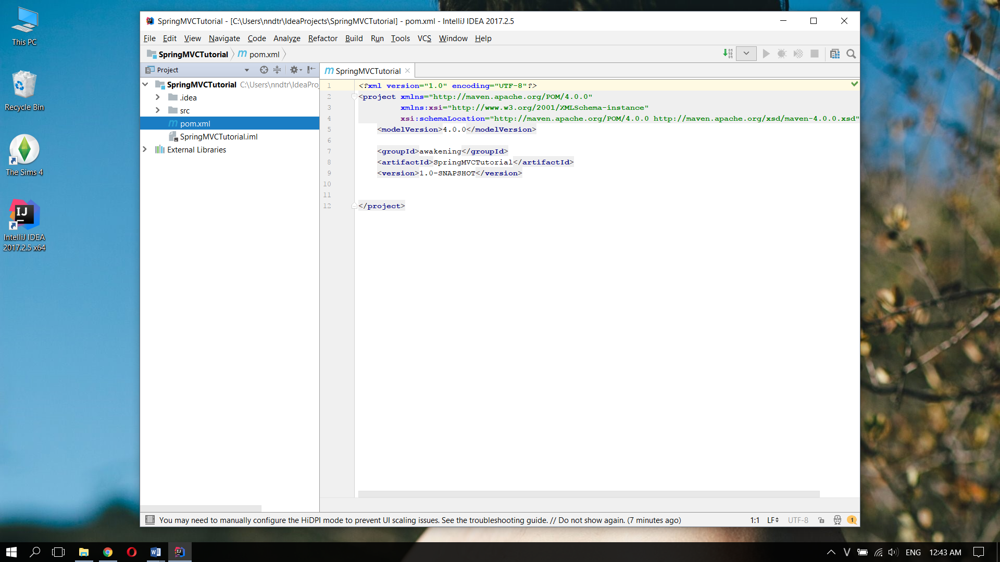 This PC
Recycle Bin
The Sims 4
IJ
IntelliJ IDEA
2017.2.5 x64
SpringMVCTutorial - [C:\Users\nndtr\IdeaProjects\SpringMVCTutorial] - pom.xml - IntelliJ IDEA 2017.2.5
File Edit View Navigate Code Analyze Refactor Build Run Tools VCS Window Help
SpringMVCTutorial m pom.xml
Project
SpringMVCTutorial C:\Users\nndtr\IdeaPro
.idea
src
m pom.xml
SpringMVCTutorial.iml
External Libraries
m SpringMVCTutorial
1 <?xml version="1.0" encoding="UTF-8"?>
2 <project xmlns="http://maven.apache.org/POM/4.0.0"
3 xmlns:xsi="http://www.w3.org/2001/XMLSchema-instance"
4 xsi:schemaLocation="http://maven.apache.org/POM/4.0.0 http://maven.apache.org/xsd/maven-4.0.0.xsd"
5 <modelVersion>4.0.0</modelVersion>
6
7 <groupId>awakening</groupId>
8 <artifactId>SpringMVCTutorial</artifactId>
9 <version>1.0-SNAPSHOT</version>
10
11
12 </project>
You may need to manually configure the HiDPI mode to prevent UI scaling issues. See the troubleshooting guide. // Do not show again. (7 minutes ago) 1:1 LF UTF-8 1
V ENG 12:43 AM